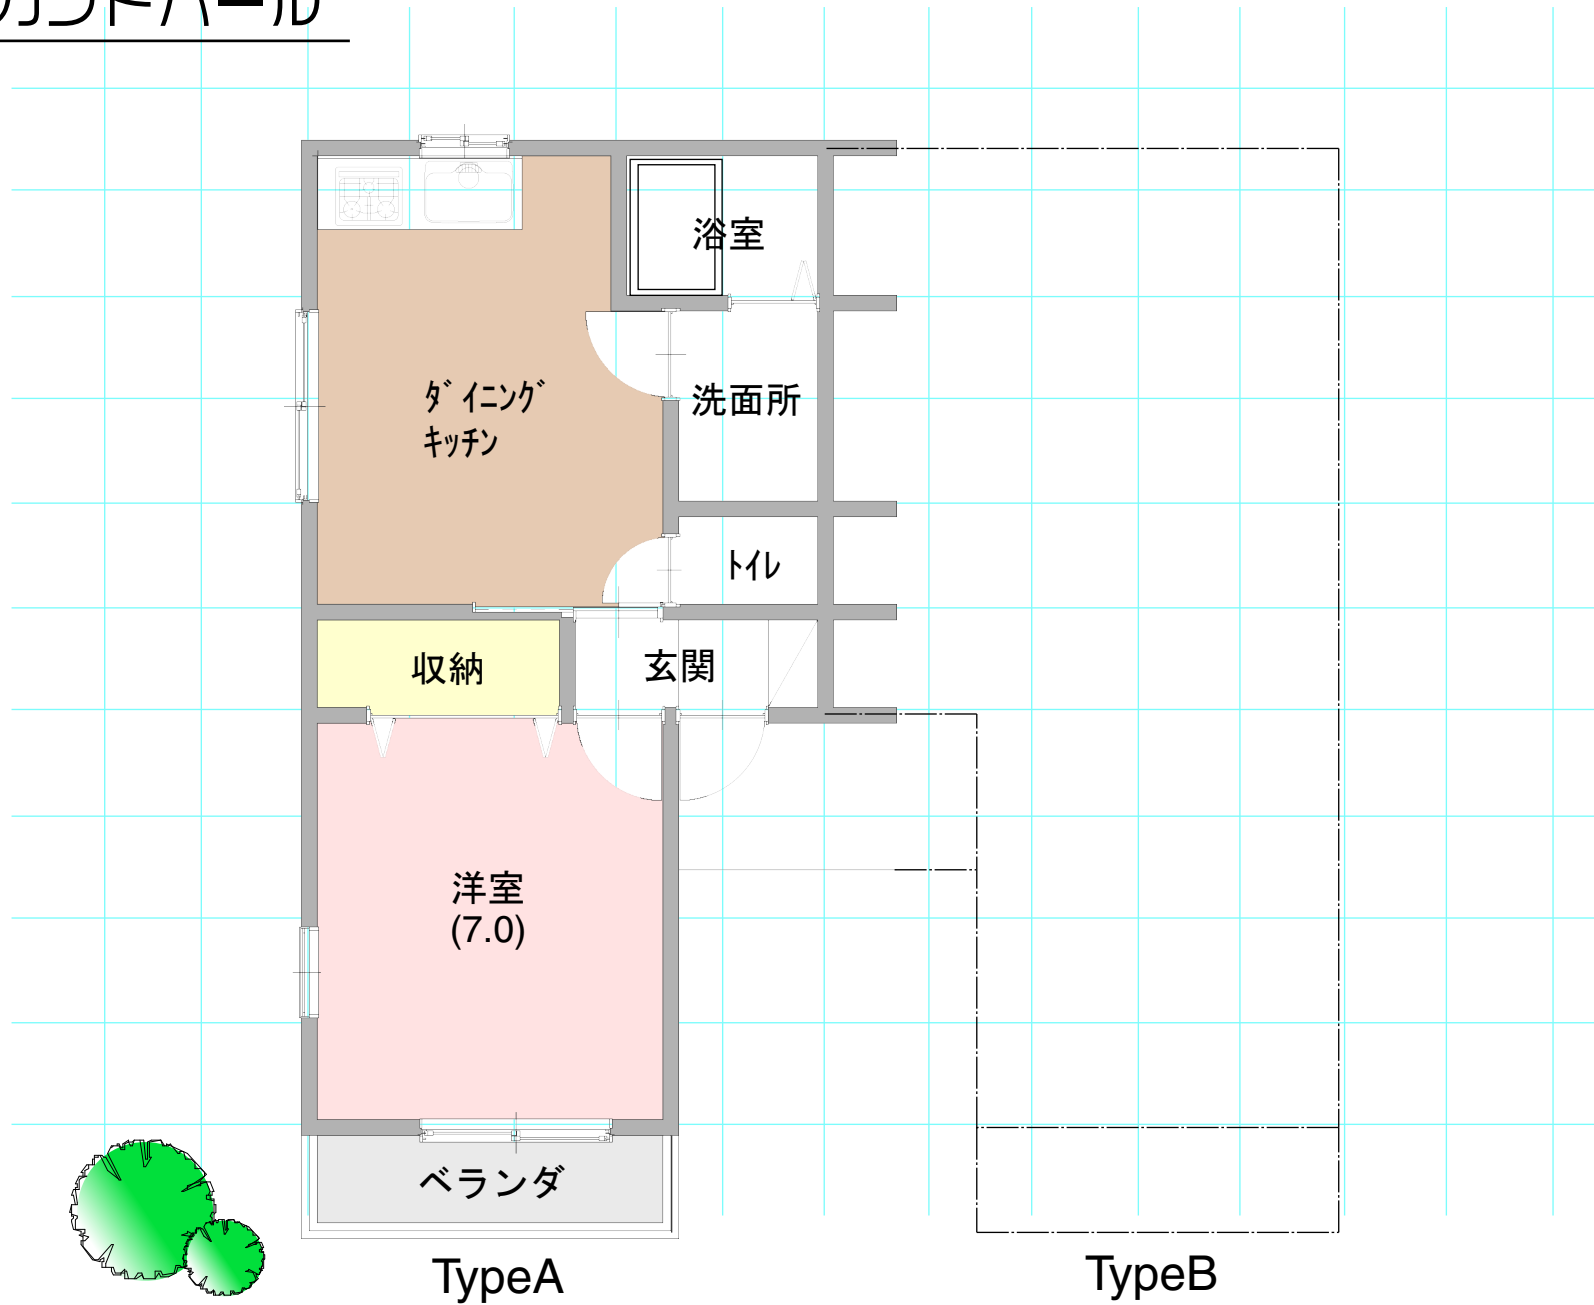 浴室
ﾀﾞｲﾆﾝｸﾞ
ｷｯﾁﾝ
洗面所
ﾄｲﾚ
収納
玄関
洋室
(7.0)
ベランダ
TypeA
TypeB